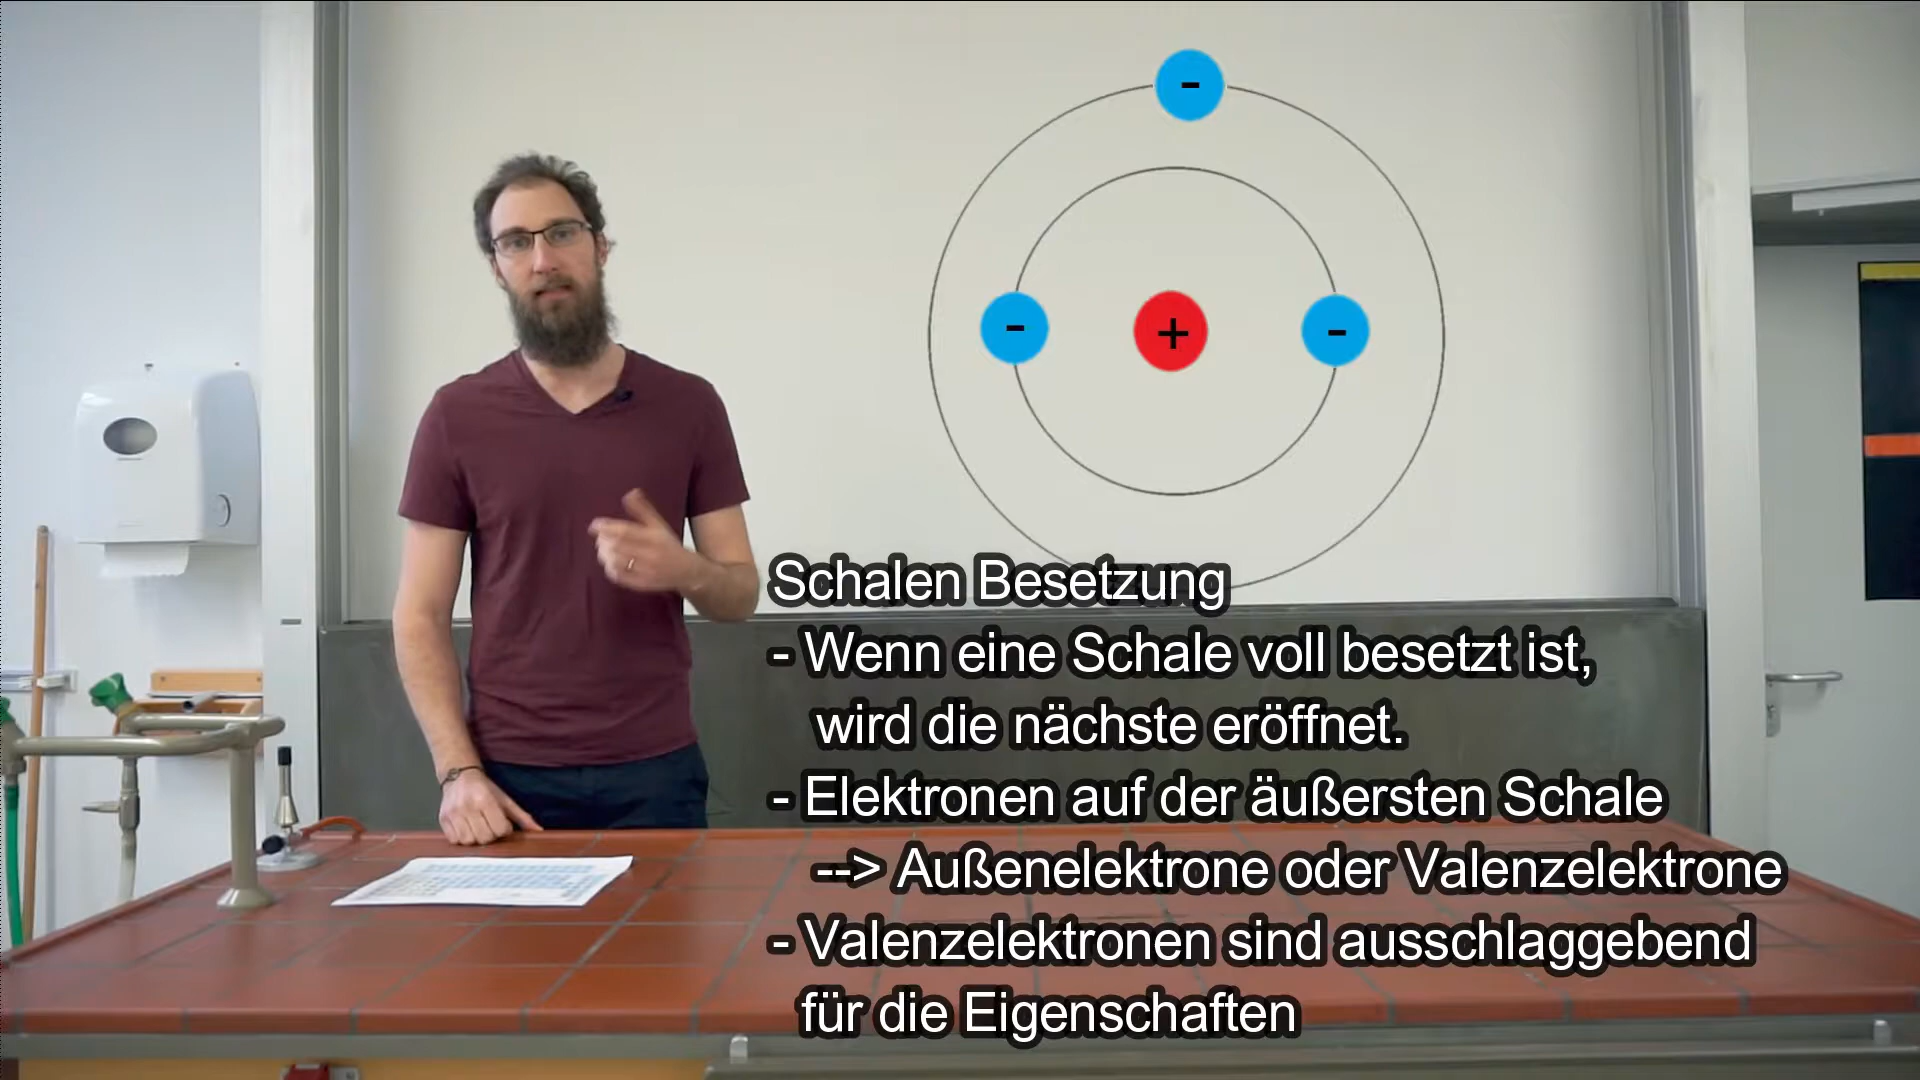 -
- + -
Schalen Besetzung
- Wenn eine Schale voll besetzt ist,
wird die nächste eröffnet.
- Elektronen auf der äußersten Schale
--> Außenelektrone oder Valenzelektrone
- Valenzelektronen sind ausschlaggebend
für die Eigenschaften